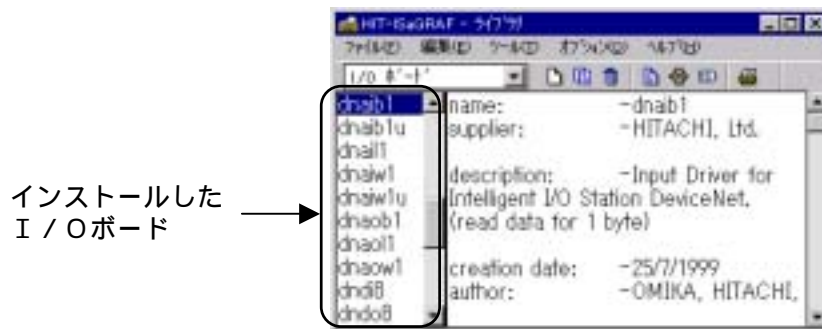 HIT-ISaGRAF - ライブラリ
ファイル(F) 編集(E) ツール(T) オプション(O) ヘルプ(H)
I/O ボード
dnaib1
dnaib1u
dnail1
dnaiw1
dnaiw1u
dnaob1
dnaol1
dnaow1
dndi8
dndo8
name: -dnaib1
supplier: -HITACHI, Ltd.
description: -Input Driver for
Intelligent I/O Station DeviceNet.
(read data for 1 byte)
creation date: -25/7/1999
author: -OMIKA, HITACHI,
インストールした
Ｉ／Ｏボード